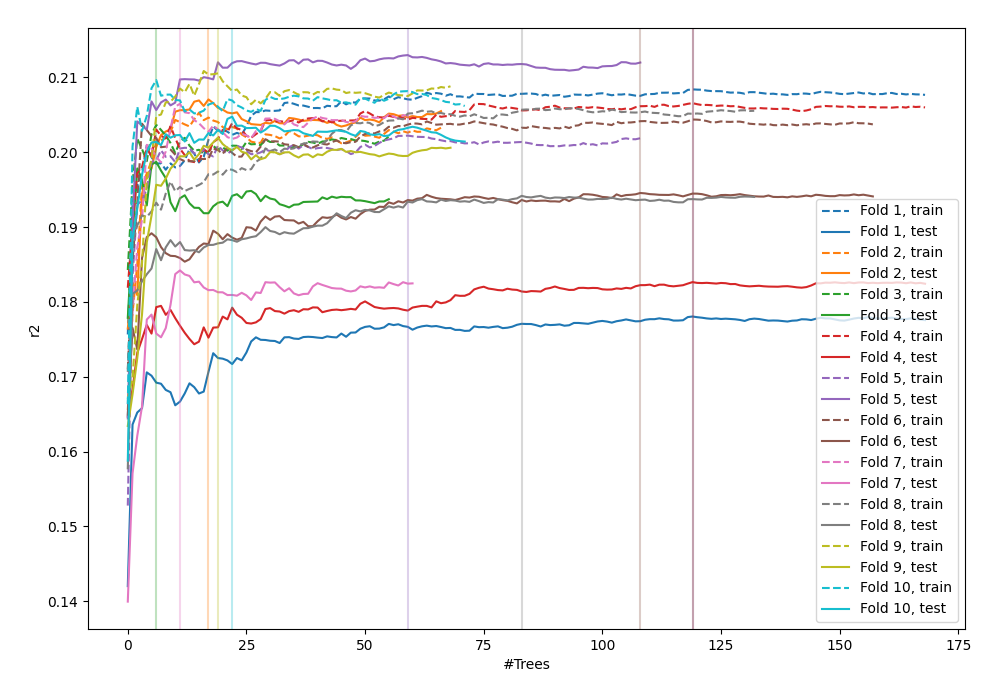 0.21
0.20
0.19
0.18
0.17
0.16
0.15
0.14
r2
0
25
50
75
100
125
150
175
#Trees
Fold 1, train
Fold 1, test
Fold 2, train
Fold 2, test
Fold 3, train
Fold 3, test
Fold 4, train
Fold 4, test
Fold 5, train
Fold 5, test
Fold 6, train
Fold 6, test
Fold 7, train
Fold 7, test
Fold 8, train
Fold 8, test
Fold 9, train
Fold 9, test
Fold 10, train
Fold 10, test